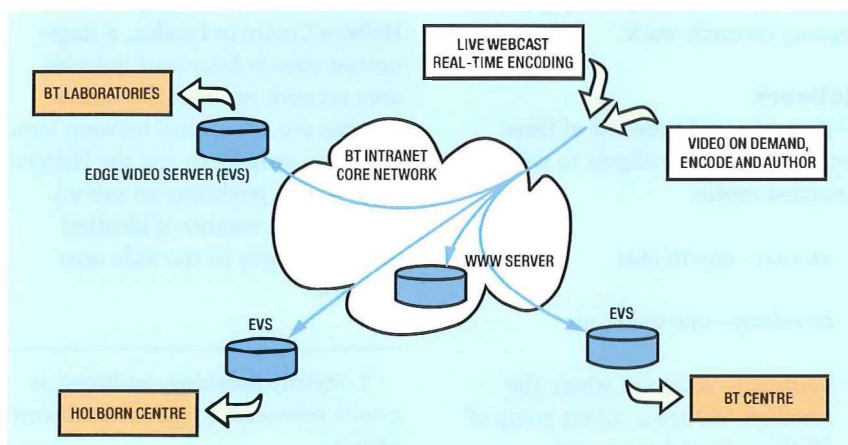 LIVE WEBCAST
REAL-TIME ENCODING
BT LABORATORIES
VIDEO ON DEMAND,
ENCODE AND AUTHOR
EDGE VIDEO SERVER (EVS)
BT INTRANET
CORE NETWORK
WWW SERVER
EVS
EVS
HOLBORN CENTRE
BT CENTRE